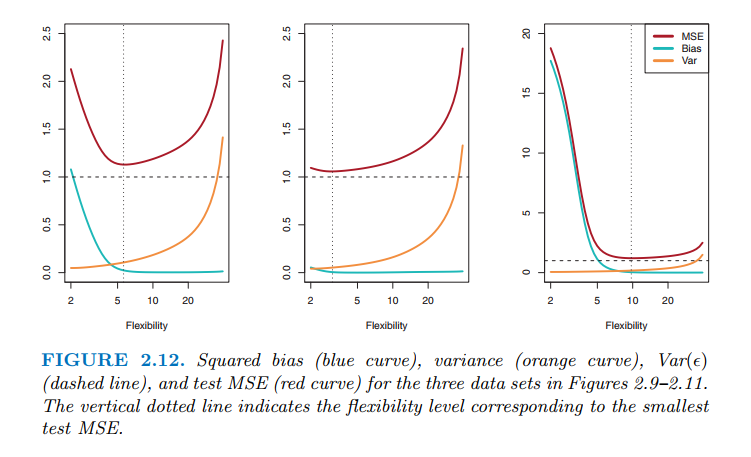 2.5
2.0
1.5
1.0
0.5
0.0
2 5 10 20
Flexibility
2.5
2.0
1.5
1.0
0.5
0.0
2 5 10 20
Flexibility
20
15
10
5
0
2 5 10 20
Flexibility
MSE
Bias
Var
FIGURE 2.12. Squared bias (blue curve), variance (orange curve), Var(ϵ)
(dashed line), and test MSE (red curve) for the three data sets in Figures 2.9–2.11.
The vertical dotted line indicates the flexibility level corresponding to the smallest
test MSE.